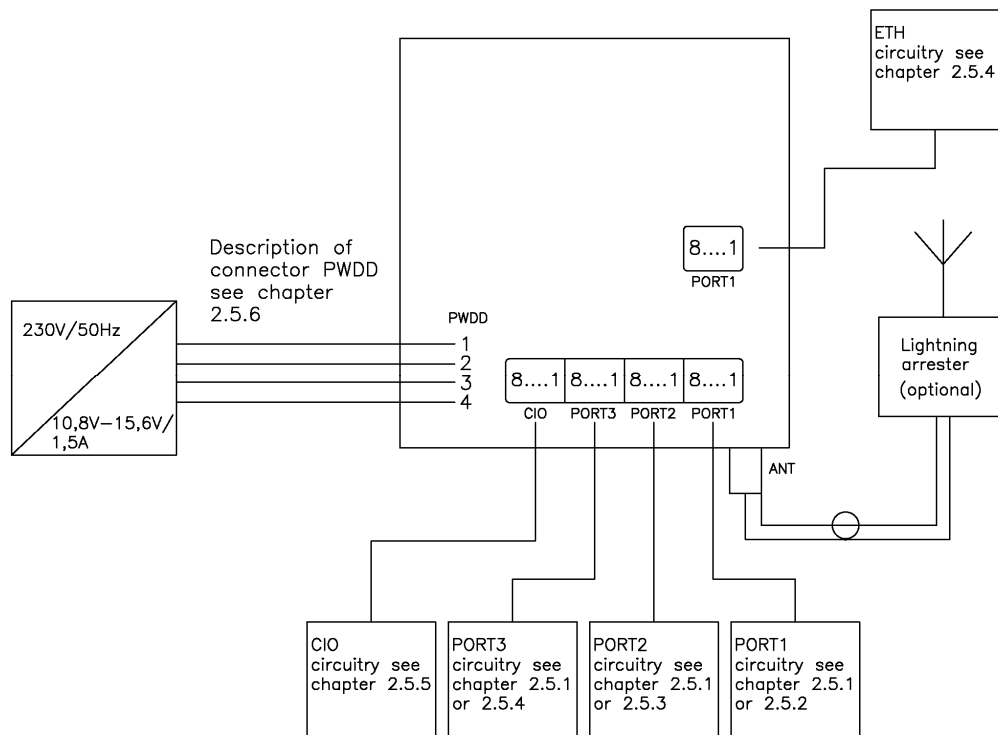 ETH
circuitry see
chapter 2.5.4
Description of
connector PWDD
see chapter
2.5.6
8....1
PORT1
230V/50Hz
10,8V–15,6V/
1,5A
PWDD
1
2
3
4
8....1 8....1 8....1 8....1
CIO PORT3 PORT2 PORT1
Lightning
arrester
(optional)
ANT
CIO
circuitry see
chapter 2.5.5
PORT3
circuitry see
chapter 2.5.1
or 2.5.4
PORT2
circuitry see
chapter 2.5.1
or 2.5.3
PORT1
circuitry see
chapter 2.5.1
or 2.5.2